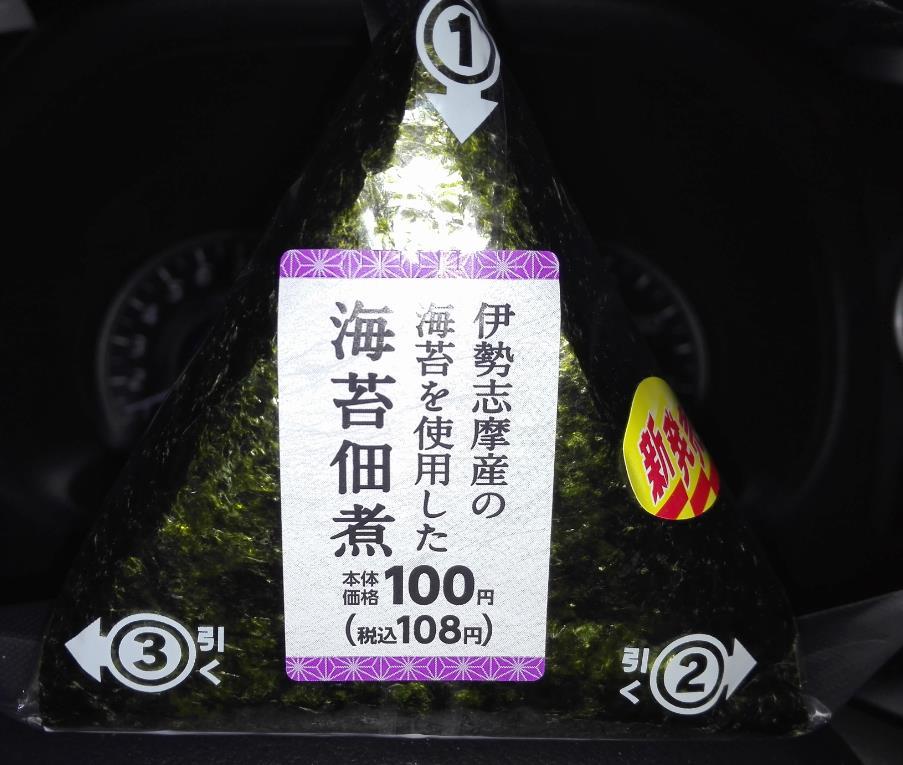 1
伊勢志摩産の
海苔を使用した
海苔佃煮
本体
価格 100円
(税込108円)
新発
3 引く
引く 2